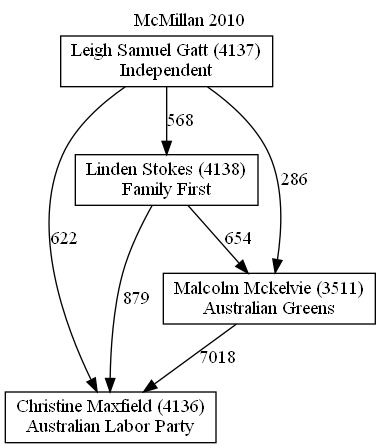 McMillan 2010
Leigh Samuel Gatt (4137)
Independent
568
Linden Stokes (4138)
Family First
286
622
654
879
Malcolm Mckelvie (3511)
Australian Greens
7018
Christine Maxfield (4136)
Australian Labor Party